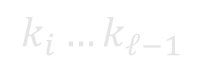 k_i … k_{ℓ−1}